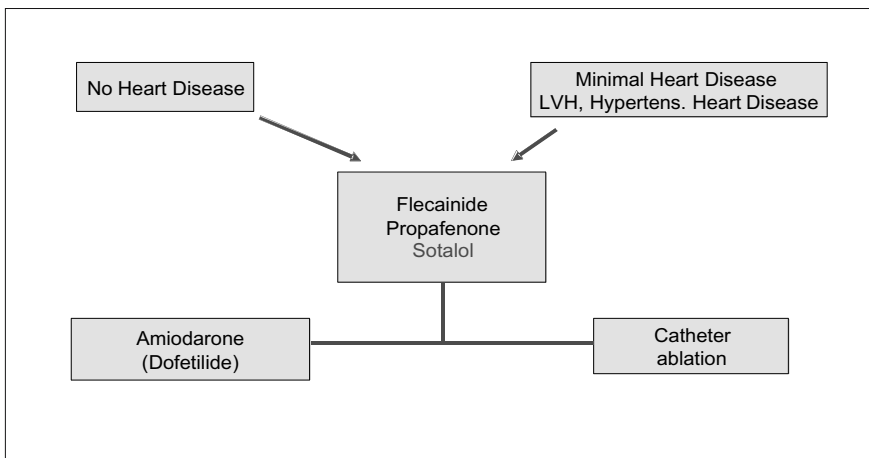 No Heart Disease
Minimal Heart Disease
LVH, Hypertens. Heart Disease
Flecainide
Propafenone
Sotalol
Amiodarone
(Dofetilide)
Catheter
ablation